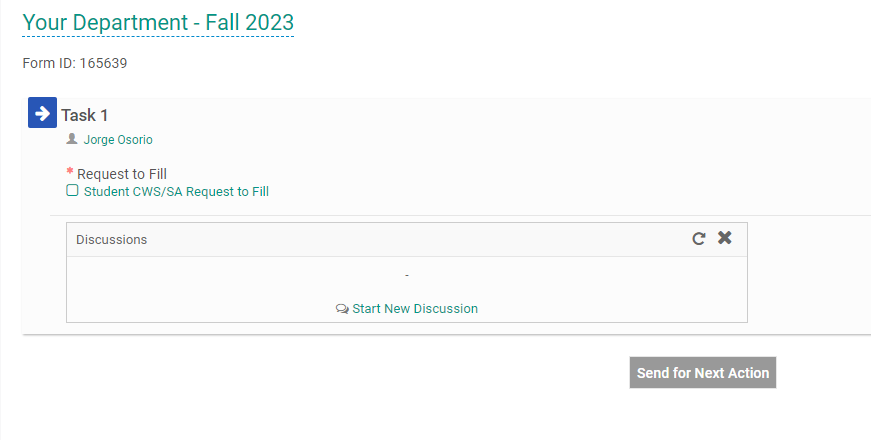 Your Department - Fall 2023
Form ID: 165639
Task 1
Jorge Osorio
* Request to Fill
Student CWS/SA Request to Fill
Discussions
-
Start New Discussion
Send for Next Action